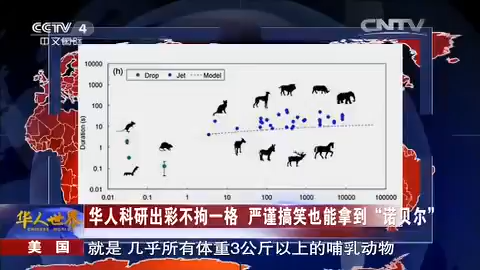 CCTV 4
中文国际
CNTV
(h)
Drop
Jet
Model
Duration (s)
10000
1000
100
10
1
0.1
0.01
0.01
0.1
1
10
100
1000
10000
100000
华人世界
华人科研出彩不拘一格 严谨搞笑也能拿到“诺贝尔”
美 国
就是 几乎所有体重3公斤以上的哺乳动物